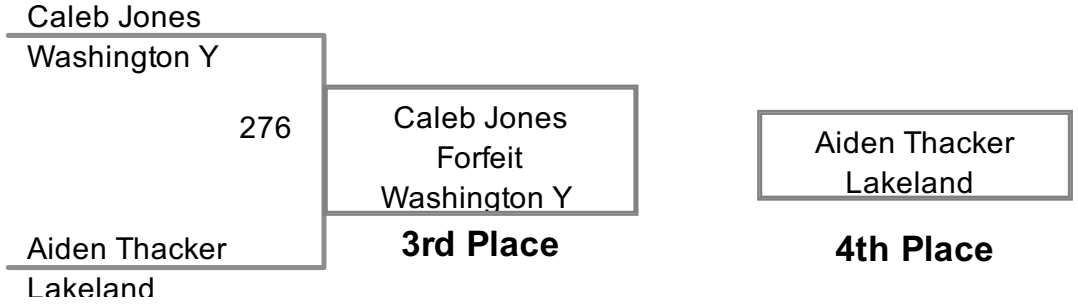 Caleb Jones
Washington Y
276
Caleb Jones
Forfeit
Washington Y
3rd Place
Aiden Thacker
Lakeland
4th Place
Aiden Thacker
Lakeland